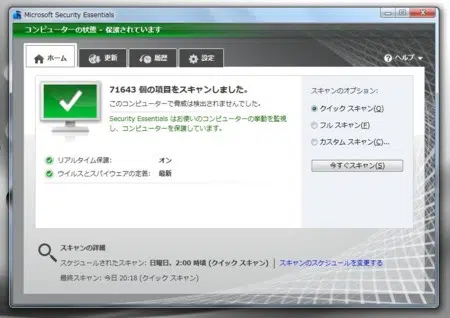 Microsoft Security Essentials
コンピューターの状態 - 保護されています
ホーム 更新 履歴 設定 ヘルプ
71643 個の項目をスキャンしました。
このコンピューターで脅威は検出されませんでした。
Security Essentials はお使いのコンピューターの挙動を監視
し、コンピューターを保護しています。
リアルタイム保護: オン
ウイルスとスパイウェアの定義: 最新
スキャンのオプション:
クイック スキャン(Q)
フル スキャン(F)
カスタム スキャン(C)...
今すぐスキャン(S)
スキャンの詳細
スケジュールされたスキャン: 日曜日、2:00 時頃 (クイック スキャン) | スキャンのスケジュールを変更する
最終スキャン: 今日 20:18 (クイック スキャン)